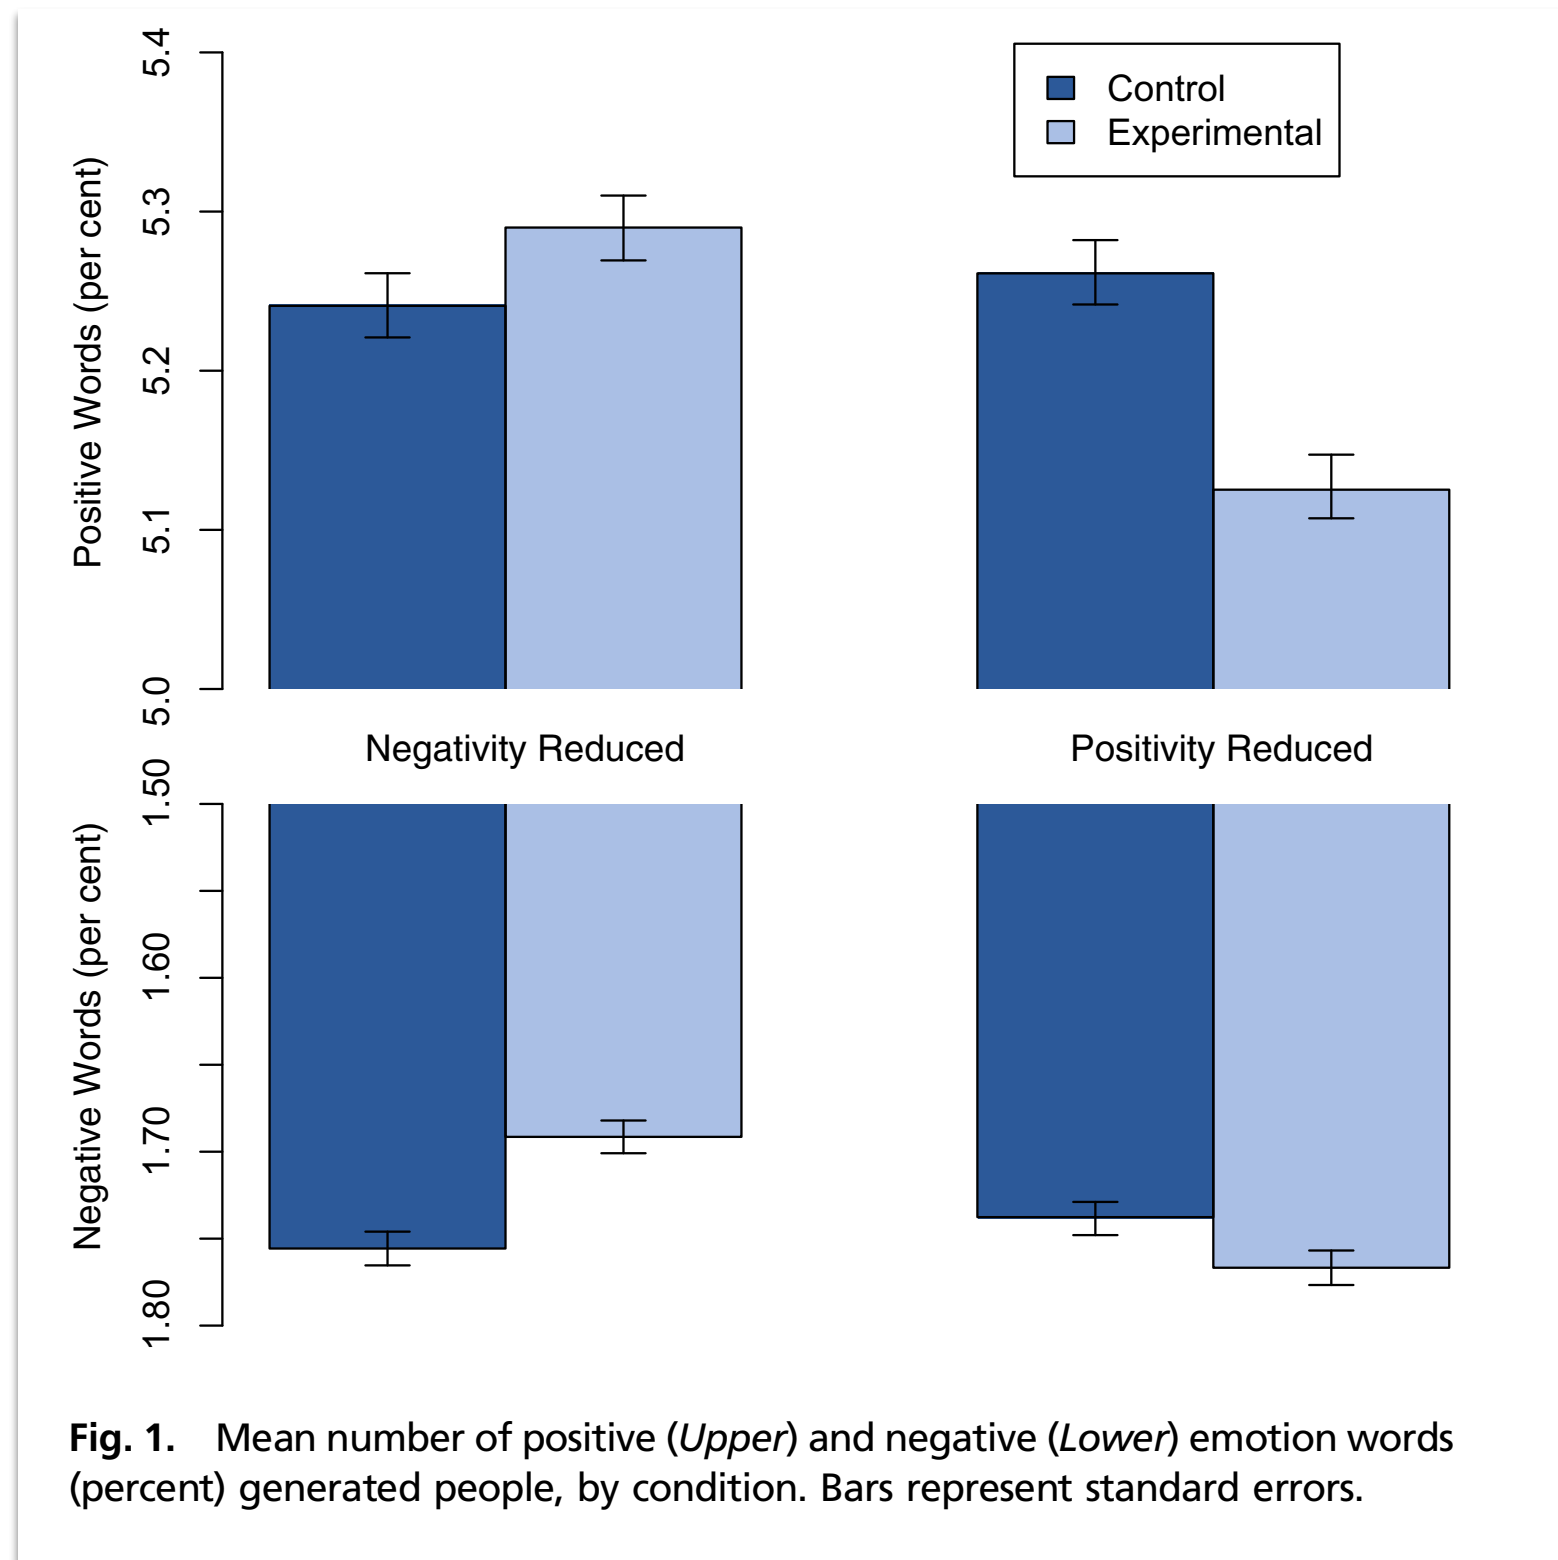 Control
Experimental
Positive Words (per cent)
5.4
5.3
5.2
5.1
5.0
Negativity Reduced
Positivity Reduced
Negative Words (per cent)
1.50
1.60
1.70
1.80
Fig. 1. Mean number of positive (Upper) and negative (Lower) emotion words
(percent) generated people, by condition. Bars represent standard errors.